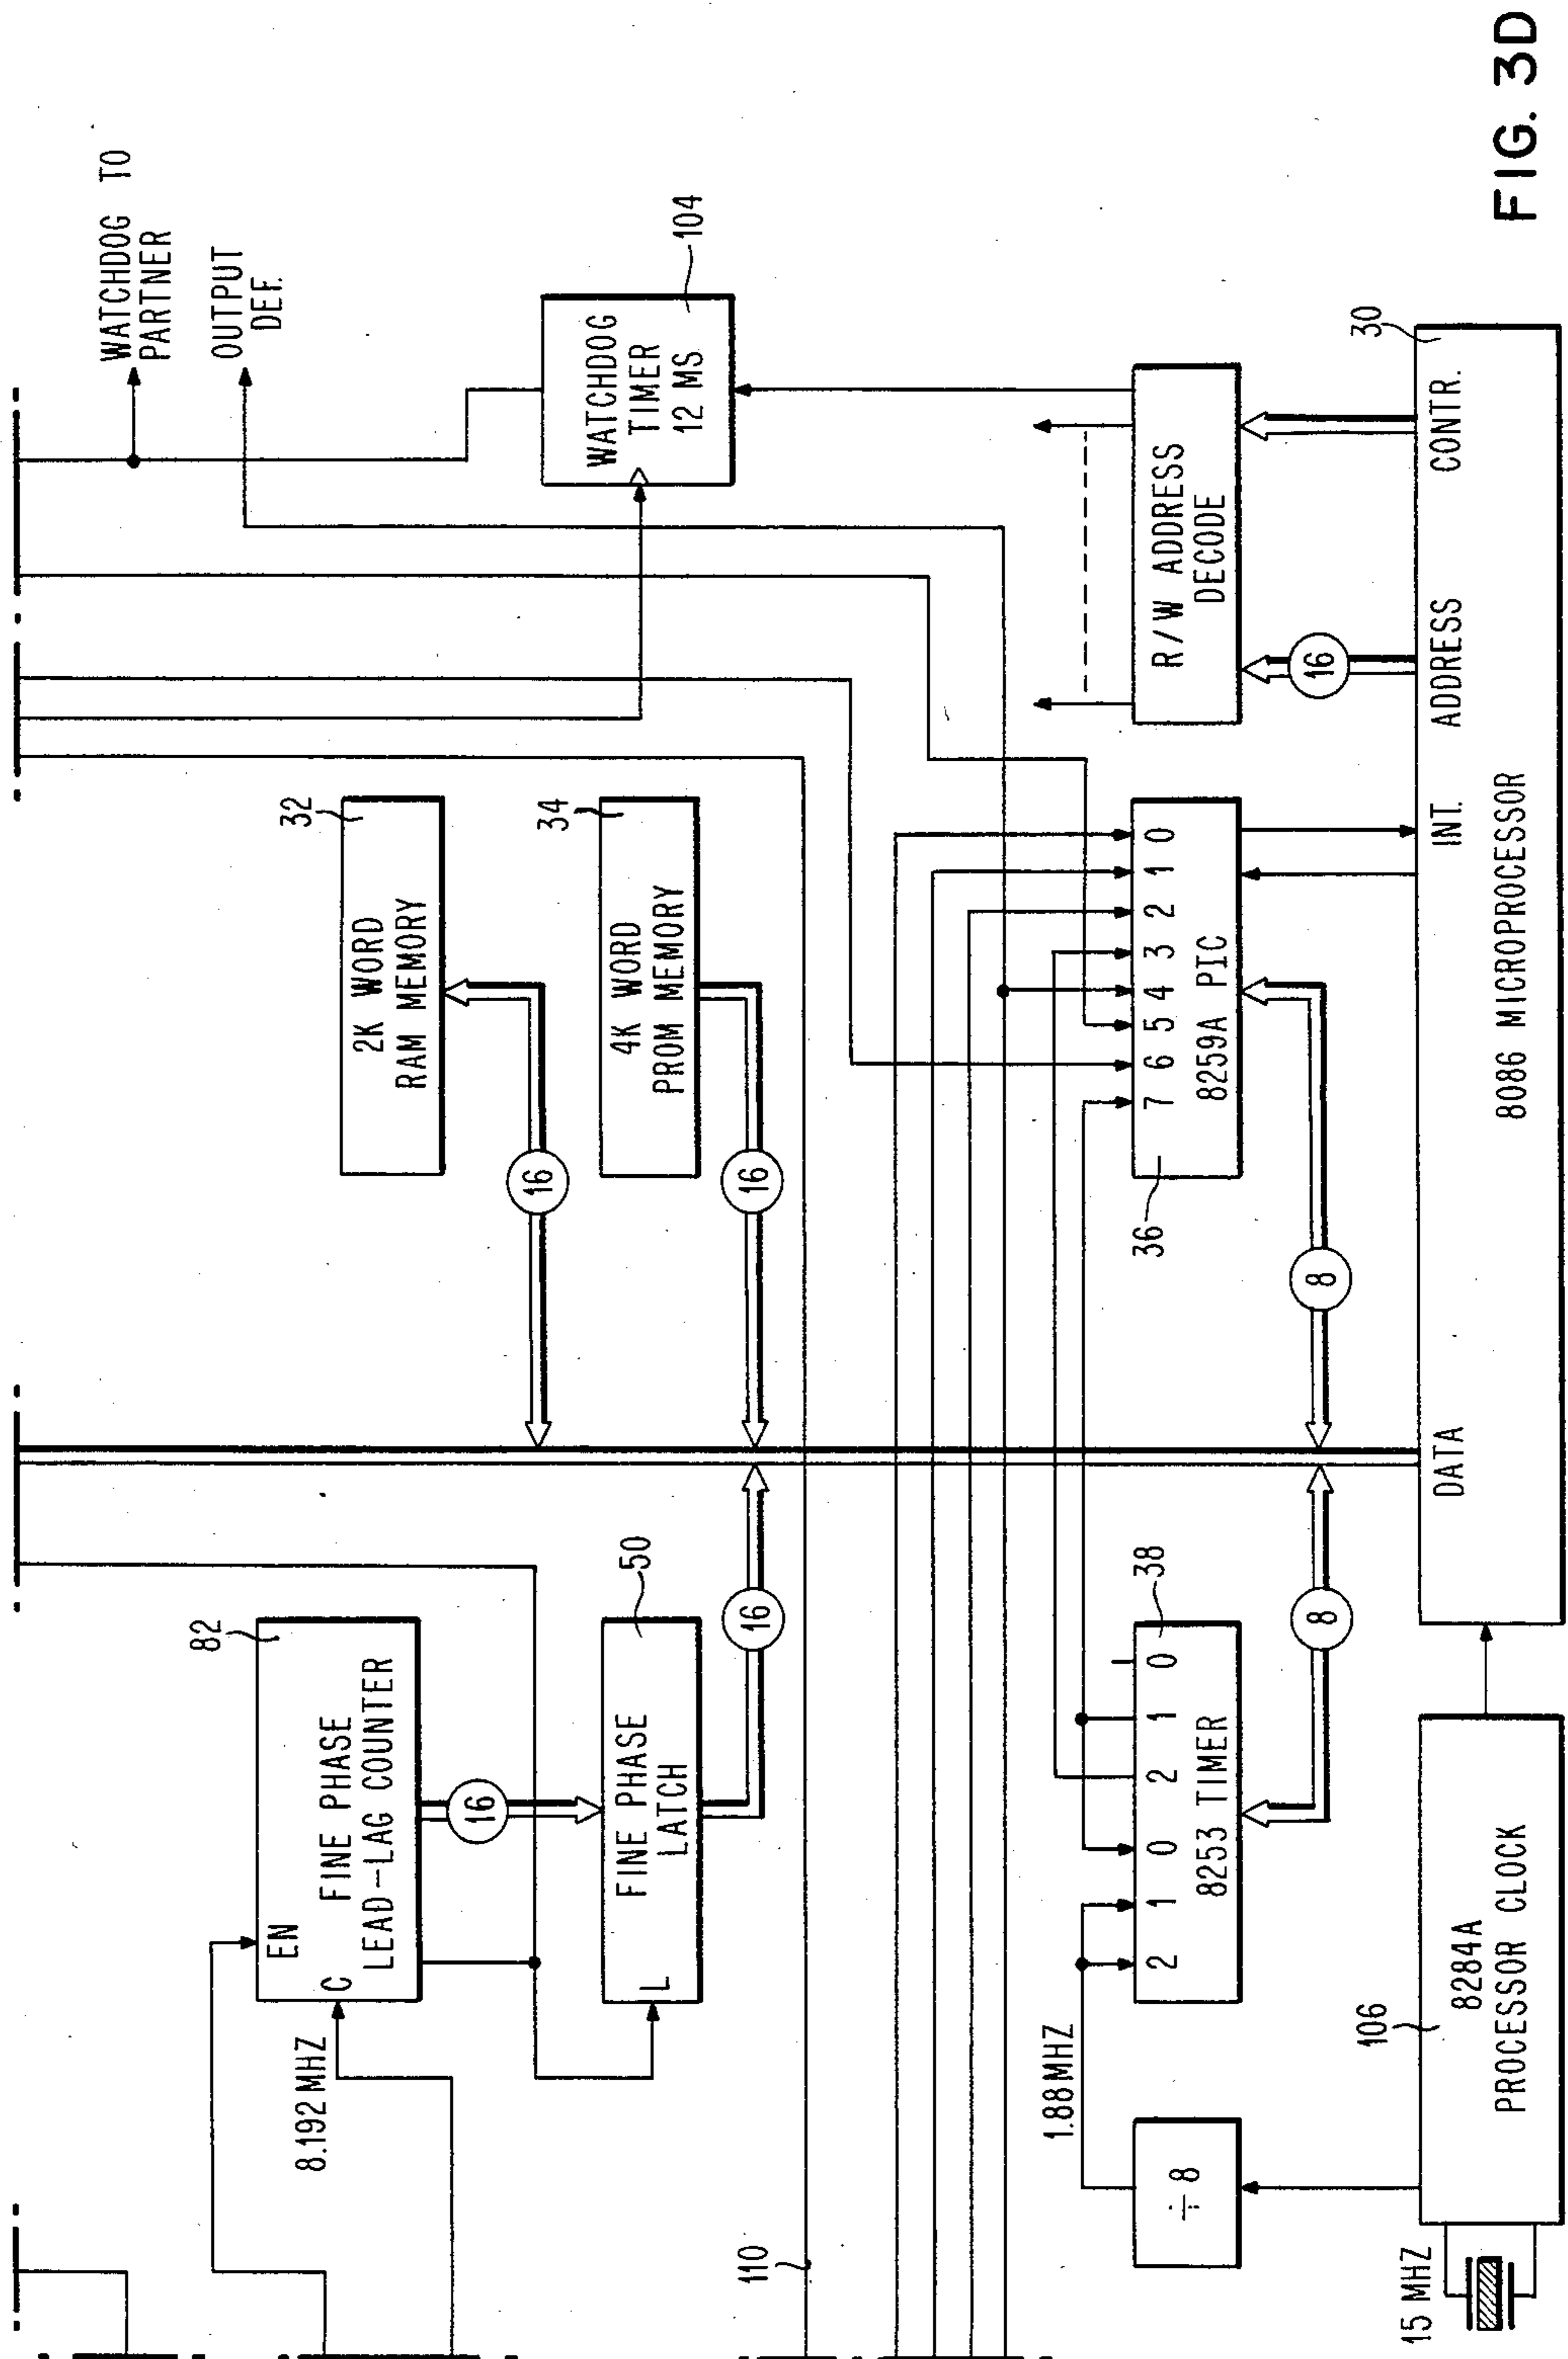 WATCHDOG TO
PARTNER
OUTPUT
DEF.
104
WATCHDOG
TIMER
12 MS
32
2K WORD
RAM MEMORY
16
34
4K WORD
PROM MEMORY
16
82
EN
C
FINE PHASE
LEAD-LAG COUNTER
8.192 MHZ
16
50
FINE PHASE
LATCH
L
16
110
R/W ADDRESS
DECODE
16
7 6 5 4 3 2 1 0
8259A PIC
36
8
38
2 1 0 2 1 0
8253 TIMER
8
1.88MHZ
÷8
30
DATA
INT.
ADDRESS
CONTR.
8086 MICROPROCESSOR
106
8284A
PROCESSOR CLOCK
15 MHZ
FIG. 3D